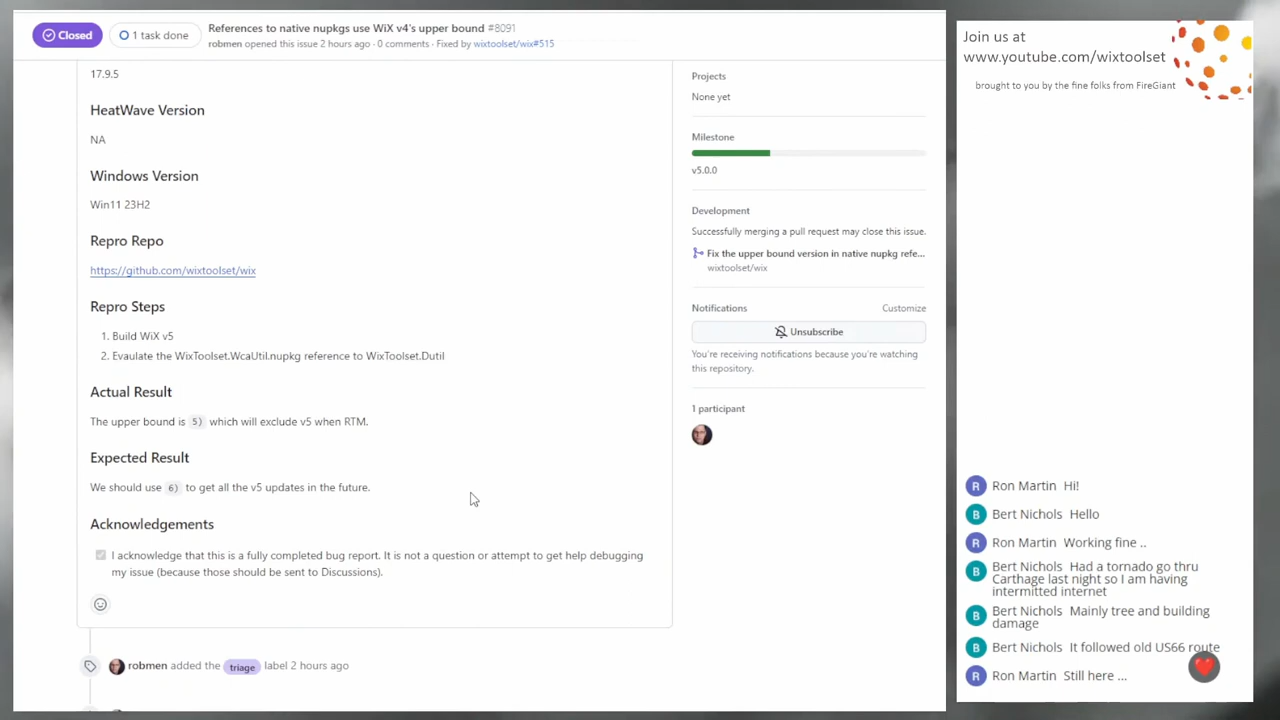 Closed
1 task done
References to native nupkgs use WiX v4's upper bound #8091
robmen opened this issue 2 hours ago · 0 comments · Fixed by wixtoolset/wix#515
17.9.5
HeatWave Version
NA
Windows Version
Win11 23H2
Repro Repo
https://github.com/wixtoolset/wix
Repro Steps
1. Build WiX v5
2. Evaulate the WixToolset.WcaUtil.nupkg reference to WixToolset.Dutil
Actual Result
The upper bound is 5) which will exclude v5 when RTM.
Expected Result
We should use 6) to get all the v5 updates in the future.
Acknowledgements
I acknowledge that this is a fully completed bug report. It is not a question or attempt to get help debugging
my issue (because those should be sent to Discussions).
robmen added the triage label 2 hours ago
Projects
None yet
Milestone
v5.0.0
Development
Successfully merging a pull request may close this issue.
Fix the upper bound version in native nupkg refe...
wixtoolset/wix
Notifications
Customize
Unsubscribe
You're receiving notifications because you're watching
this repository.
1 participant
Join us at
www.youtube.com/wixtoolset
brought to you by the fine folks from FireGiant
R Ron Martin Hi!
B Bert Nichols Hello
R Ron Martin Working fine ..
B Bert Nichols Had a tornado go thru
Carthage last night so I am having
intermitted internet
B Bert Nichols Mainly tree and building
damage
B Bert Nichols It followed old US66 route
R Ron Martin Still here ...